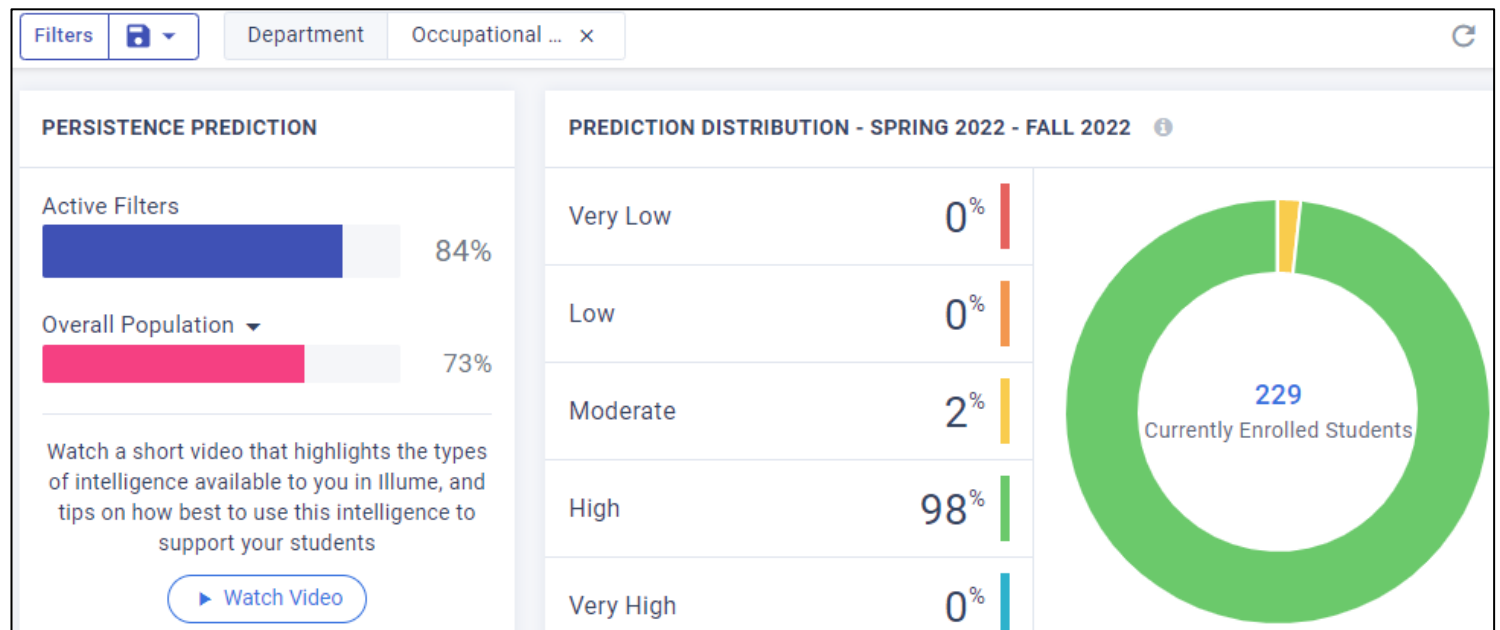 Filters
Department
Occupational ... ×
PERSISTENCE PREDICTION
Active Filters
84%
Overall Population
73%
Watch a short video that highlights the types
of intelligence available to you in Illume, and
tips on how best to use this intelligence to
support your students
Watch Video
PREDICTION DISTRIBUTION - SPRING 2022 - FALL 2022
Very Low
0%
Low
0%
Moderate
2%
High
98%
Very High
0%
229
Currently Enrolled Students